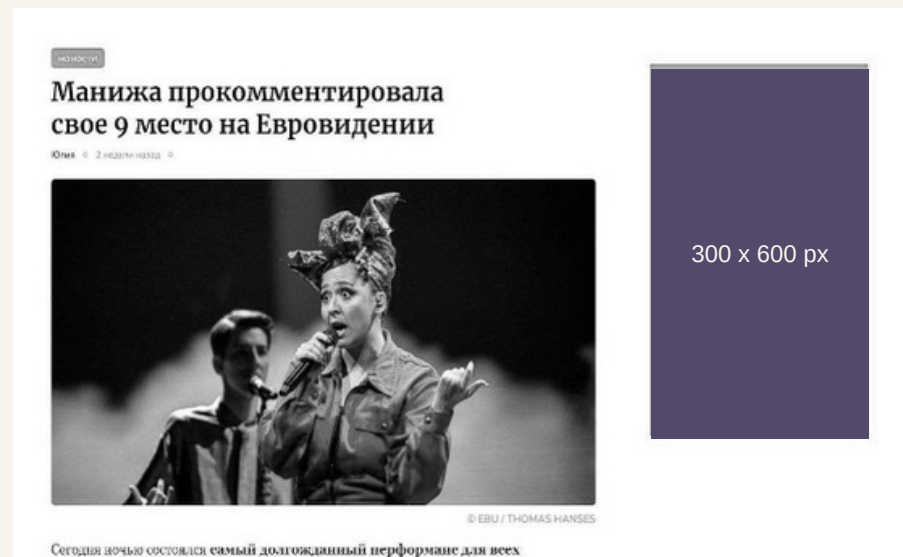 НОВОСТИ
Манижа прокомментировала
свое 9 место на Евровидении
Юлия 2 недели назад
© EBU / THOMAS HANSES
Сегодня ночью состоялся самый долгожданный перформанс для всех
300 x 600 px